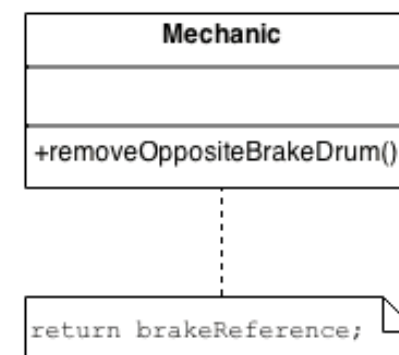 Mechanic
+removeOppositeBrakeDrum()
return brakeReference;